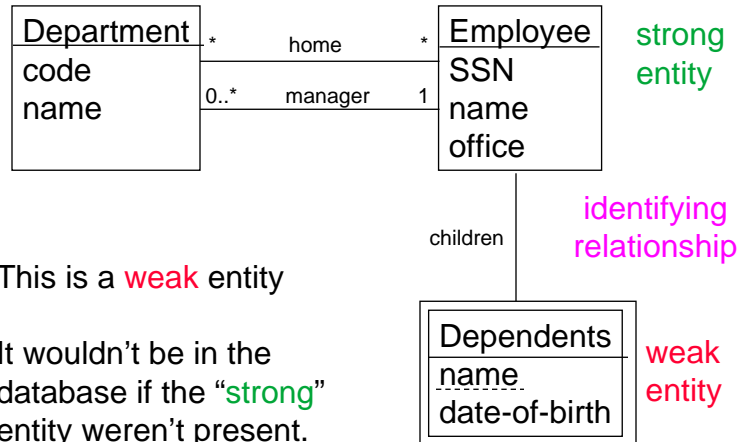 Department
code
name
* home *
0..* manager 1
Employee
SSN
name
office
strong
entity
children
identifying
relationship
This is a weak entity
It wouldn’t be in the
database if the “strong”
entity weren’t present.
Dependents
name
date-of-birth
weak
entity